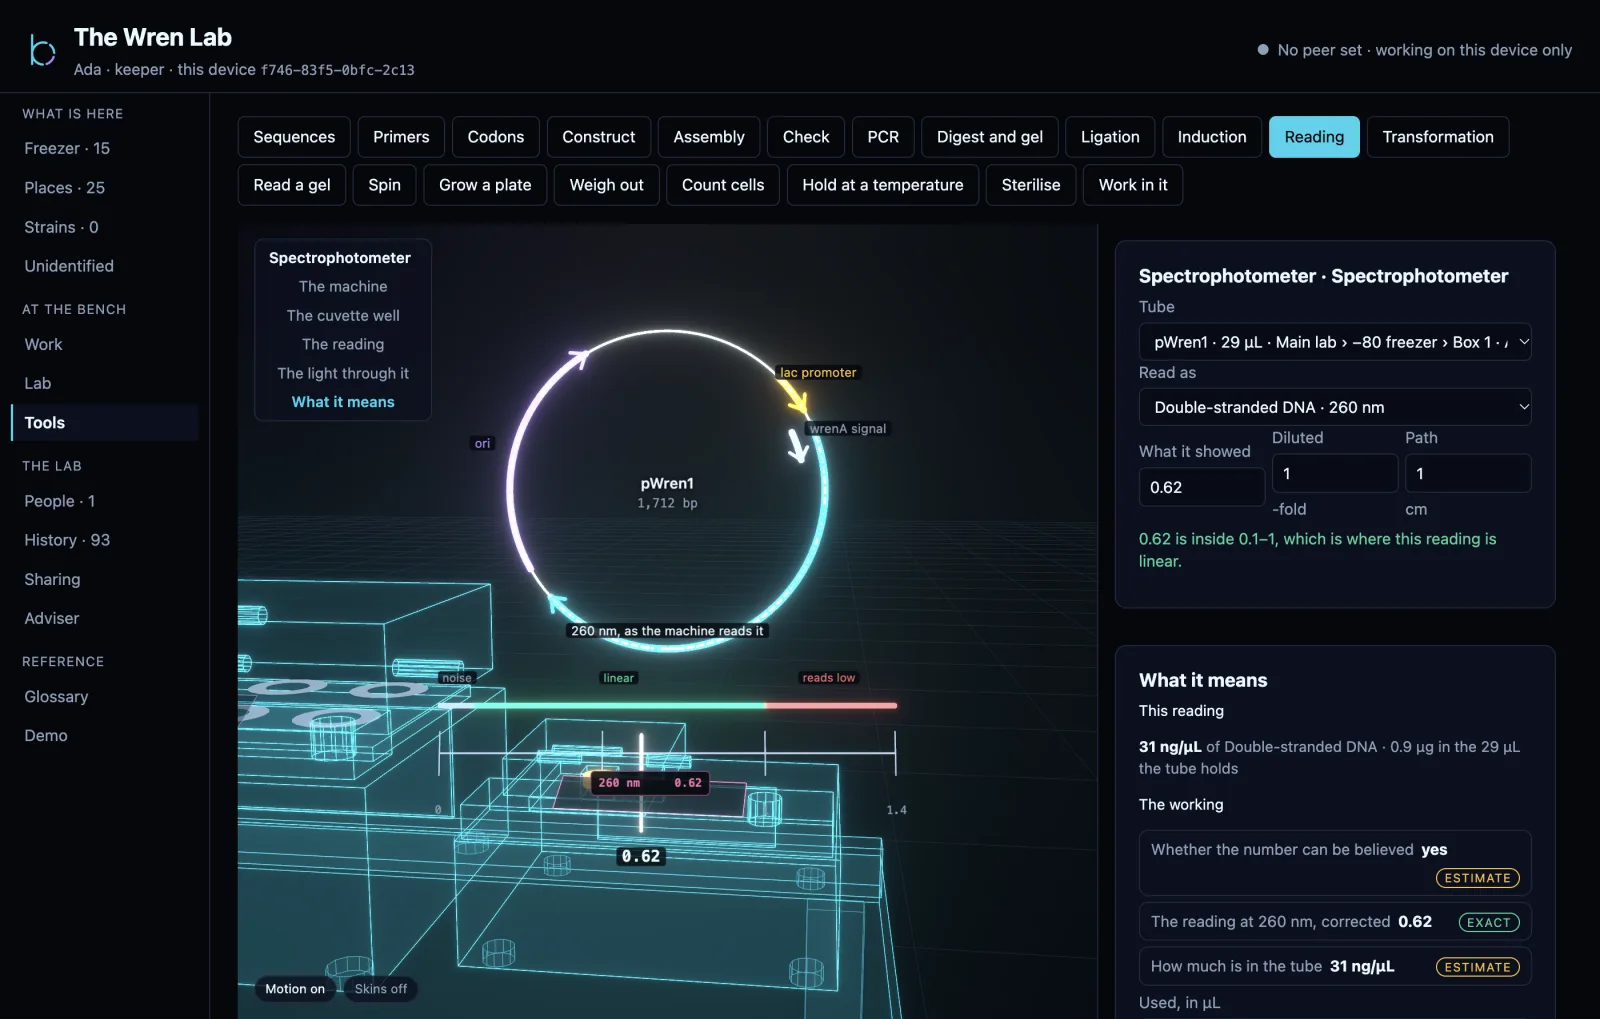 The Wren Lab
Ada · keeper · this device f746-83f5-0bfc-2c13
No peer set · working on this device only
WHAT IS HERE
Freezer · 15
Places · 25
Strains · 0
Unidentified
AT THE BENCH
Work
Lab
Tools
THE LAB
People · 1
History · 93
Sharing
Adviser
REFERENCE
Glossary
Demo
Sequences
Primers
Codons
Construct
Assembly
Check
PCR
Digest and gel
Ligation
Induction
Reading
Transformation
Read a gel
Spin
Grow a plate
Weigh out
Count cells
Hold at a temperature
Sterilise
Work in it
Spectrophotometer
The machine
The cuvette well
The reading
The light through it
What it means
lac promoter
wrenA signal
ori
pWren1
1,712 bp
260 nm, as the machine reads it
noise
linear
reads low
260 nm 0.62
0
1.4
0.62
Motion on
Skins off
Spectrophotometer · Spectrophotometer
Tube
pWren1 · 29 µL · Main lab › −80 freezer › Box 1 ·
Read as
Double-stranded DNA · 260 nm
What it showed
0.62
Diluted
1
-fold
Path
1
cm
0.62 is inside 0.1–1, which is where this reading is
linear.
What it means
This reading
31 ng/µL of Double-stranded DNA · 0.9 µg in the 29 µL
the tube holds
The working
Whether the number can be believed yes
ESTIMATE
The reading at 260 nm, corrected 0.62
EXACT
How much is in the tube 31 ng/µL
ESTIMATE
Used, in µL